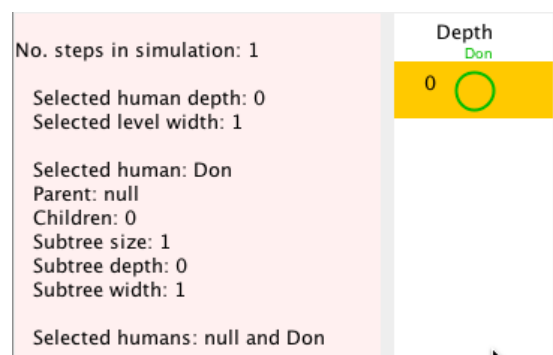 No. steps in simulation: 1
Selected human depth: 0
Selected level width: 1
Selected human: Don
Parent: null
Children: 0
Subtree size: 1
Subtree depth: 0
Subtree width: 1
Selected humans: null and Don
Depth
Don
0